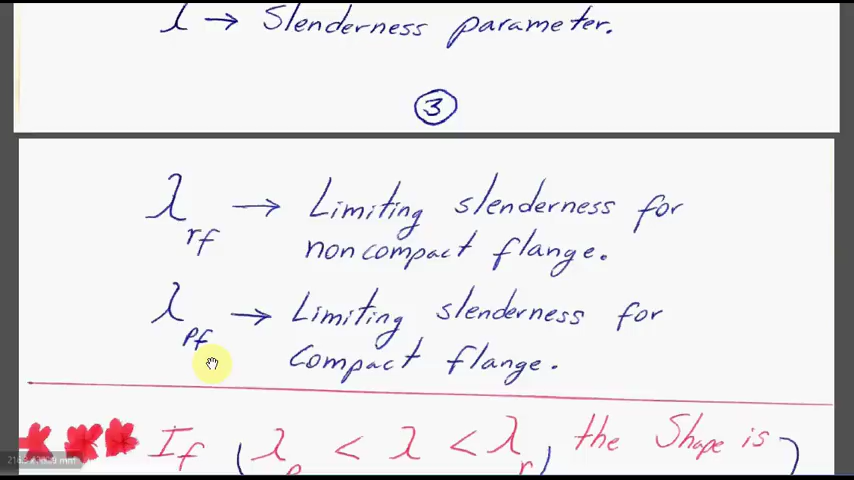 λ → Slenderness parameter.
3
λrf → Limiting slenderness for
noncompact flange.
λpf → Limiting slenderness for
compact flange.
If (λp < λ < λr) the Shape is